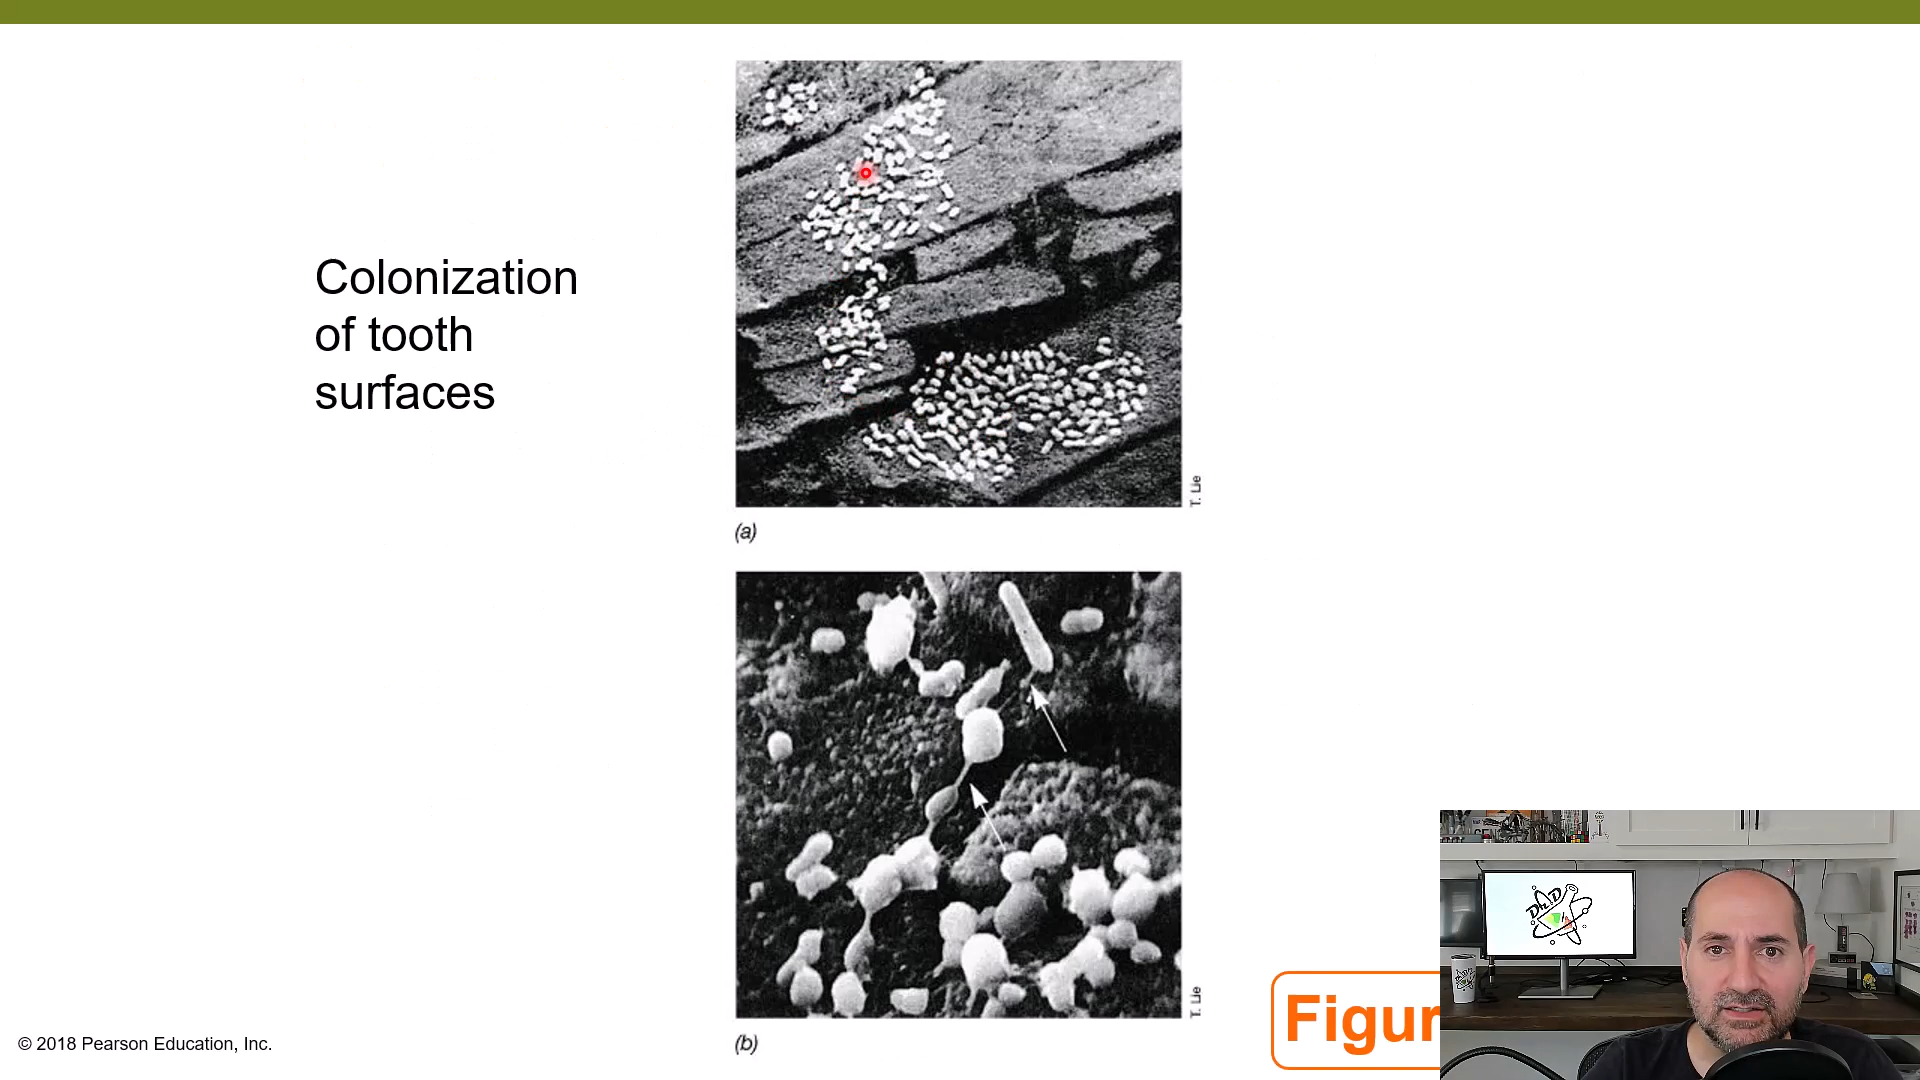 Colonization
of tooth
surfaces
T. Lie
(a)
T. Lie
(b)
Figur
© 2018 Pearson Education, Inc.